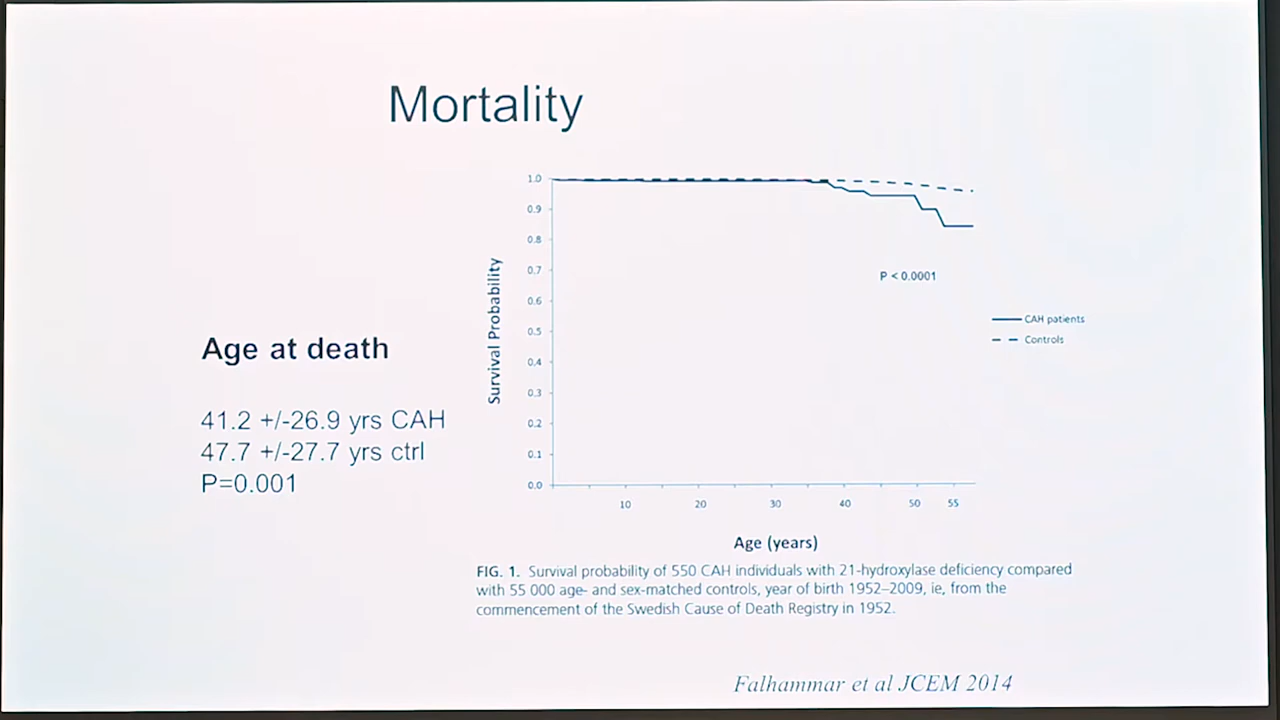 Mortality
1.0
0.9
0.8
0.7
0.6
0.5
0.4
0.3
0.2
0.1
0.0
Survival Probability
P < 0.0001
CAH patients
Controls
10 20 30 40 50 55
Age (years)
Age at death
41.2 +/-26.9 yrs CAH
47.7 +/-27.7 yrs ctrl
P=0.001
FIG. 1. Survival probability of 550 CAH individuals with 21-hydroxylase deficiency compared
with 55 000 age- and sex-matched controls, year of birth 1952–2009, ie, from the
commencement of the Swedish Cause of Death Registry in 1952.
Falhammar et al JCEM 2014